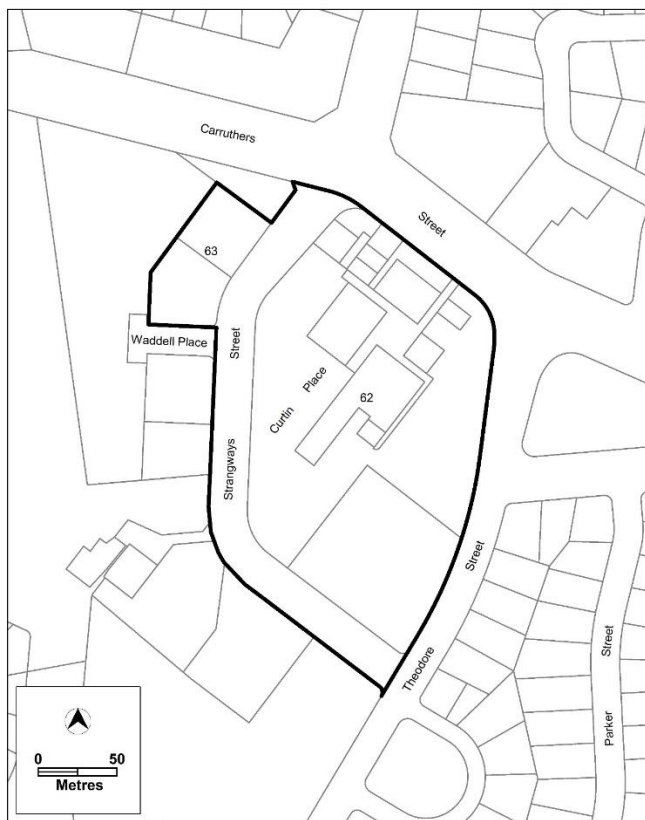 Carruthers
Street
63
Waddell Place
Street
Curtin
Place
62
Strangways
Street
Theodore
Street
Parker
0
50
Metres